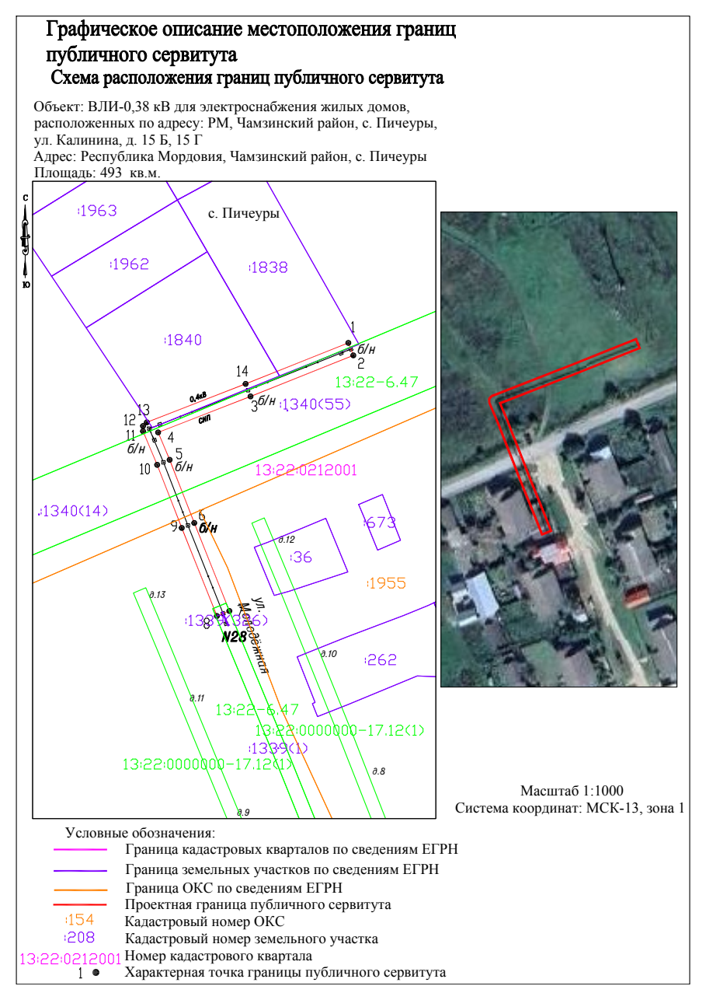 Графическое описание местоположения границ
публичного сервитута
Схема расположения границ публичного сервитута
Объект: ВЛИ-0,38 кВ для электроснабжения жилых домов,
расположенных по адресу: РМ, Чамзинский район, с. Пичеуры,
ул. Калинина, д. 15 Б, 15 Г
Адрес: Республика Мордовия, Чамзинский район, с. Пичеуры
Площадь: 493 кв.м.
с
ю
с. Пичеуры
:1963
:1962
:1838
:1840
1
б/н
2
14
13:22-6.47
0.4кВ
3
б/н
:1340(55)
сип
13
12
11
4
б/н
5
б/н
10
13:22:0212001
:1340(14)
6
б/н
9
:673
д.12
:36
:1955
д.13
ул.
Молодёжная
:1339(326)
8
N28
д.10
:262
д.11
13:22-6.47
13:22:0000000-17.12(1)
:1339(1)
13:22:0000000-17.12(1)
д.8
д.9
Масштаб 1:1000
Система координат: МСК-13, зона 1
Условные обозначения:
Граница кадастровых кварталов по сведениям ЕГРН
Граница земельных участков по сведениям ЕГРН
Граница ОКС по сведениям ЕГРН
Проектная граница публичного сервитута
:154 Кадастровый номер ОКС
:208 Кадастровый номер земельного участка
13:22:0212001 Номер кадастрового квартала
1 Характерная точка границы публичного сервитута